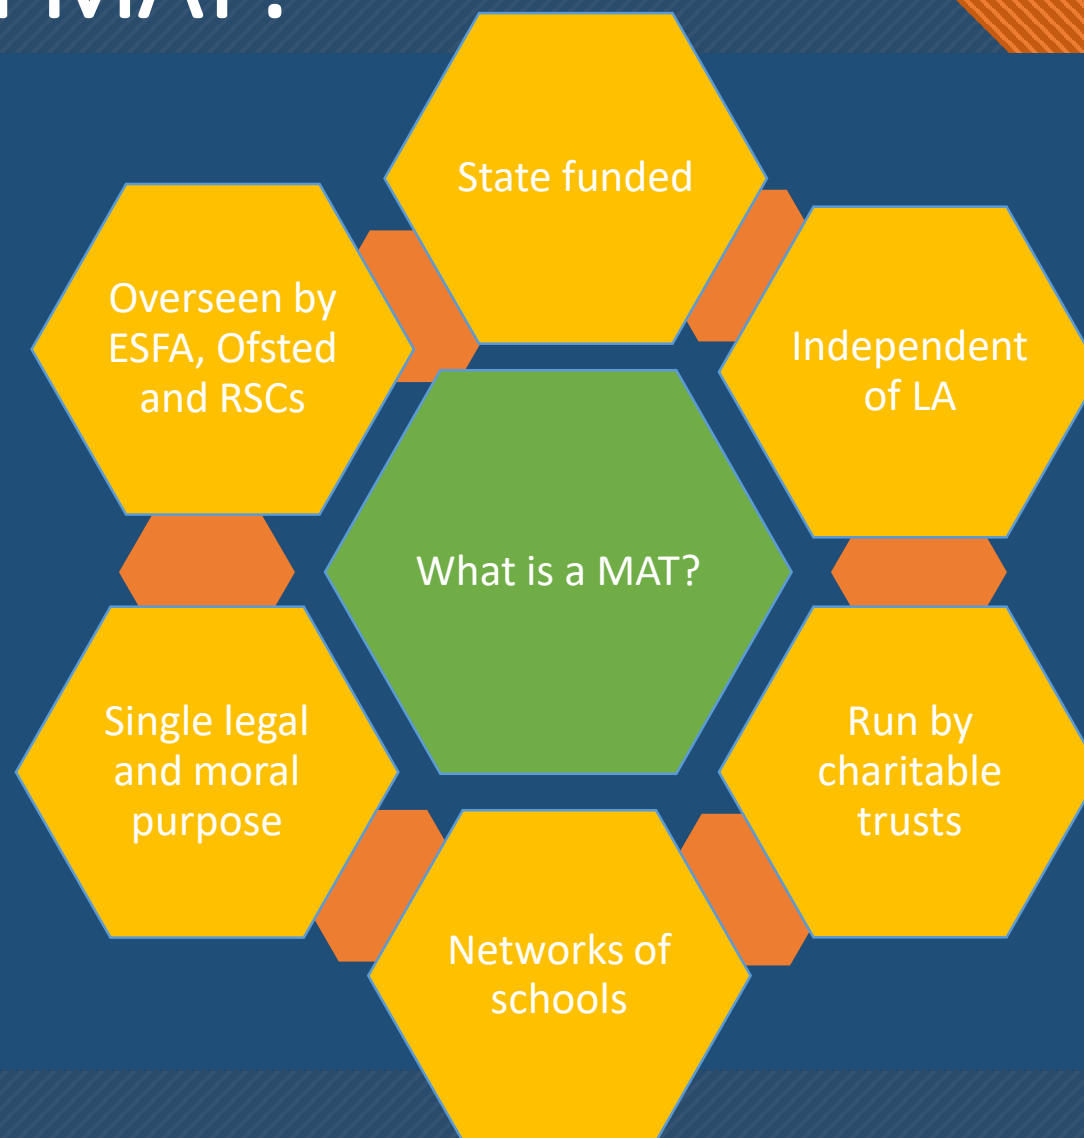 MAT?
State funded
Overseen by
ESFA, Ofsted
and RSCs
Independent
of LA
What is a MAT?
Single legal
and moral
purpose
Run by
charitable
trusts
Networks of
schools